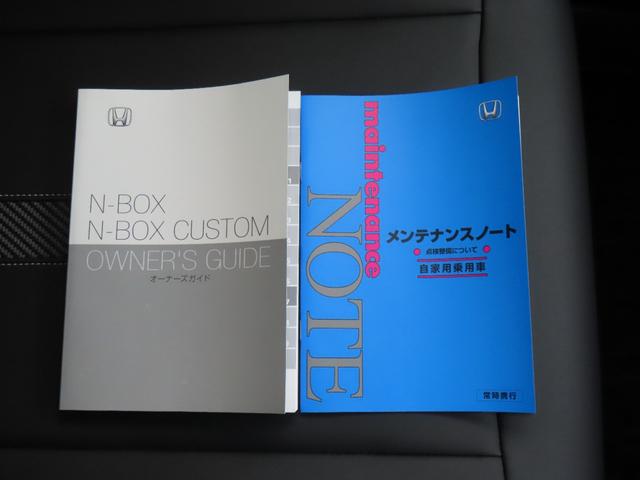 N-BOX
N-BOX CUSTOM
OWNER'S GUIDE
オーナーズガイド
maintenance
NOTE
メンテナンスノート
点検整備について
自家用乗用車
常時携行